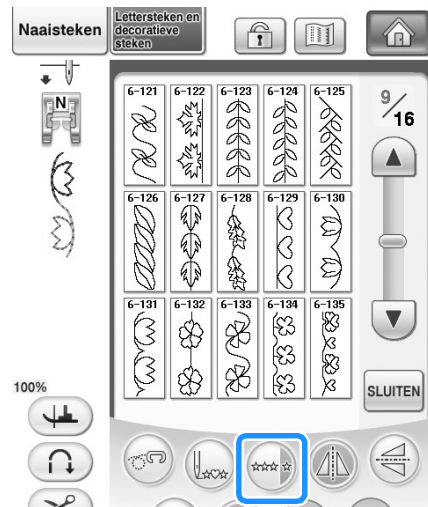 Naaisteken
Lettersteken en
decoratieve
steken
N
6-121 6-122 6-123 6-124 6-125
9/16
6-126 6-127 6-128 6-129 6-130
6-131 6-132 6-133 6-134 6-135
SLUITEN
100%